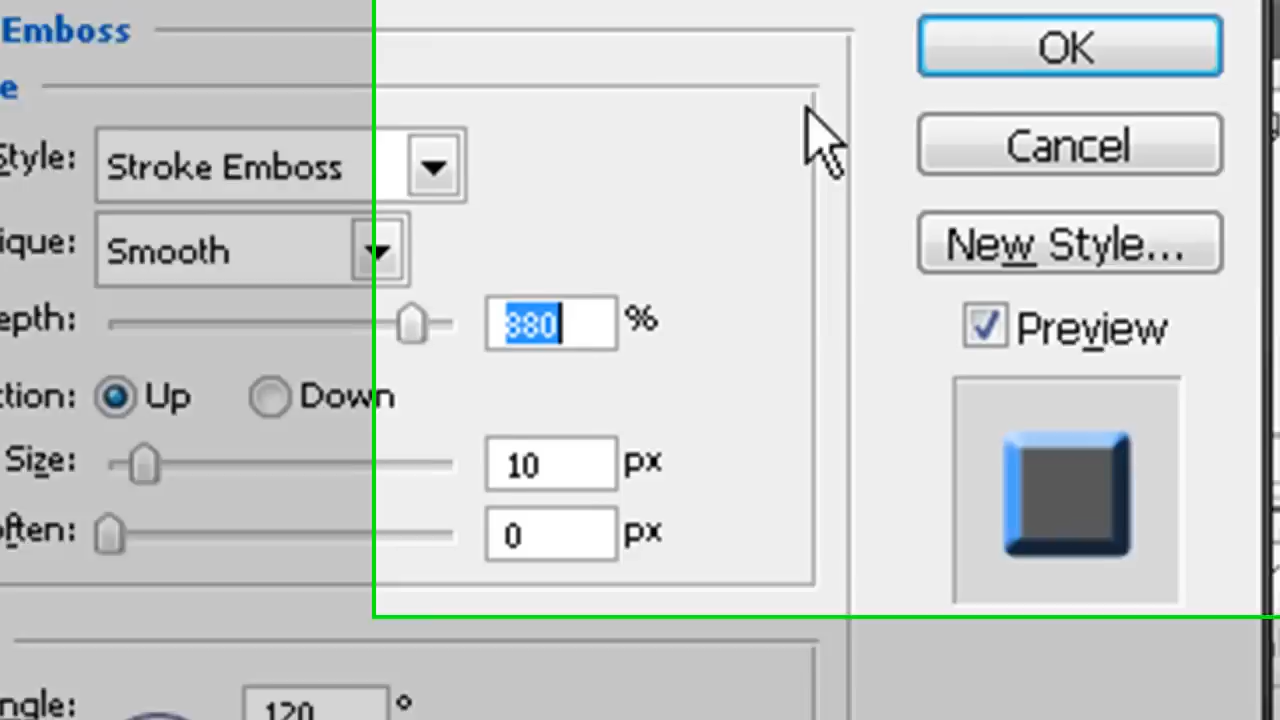 Emboss
OK
Style: Stroke Emboss
Cancel
Smooth
New Style...
880 %
Preview
Up Down
Size: 10 px
0 px
120 °